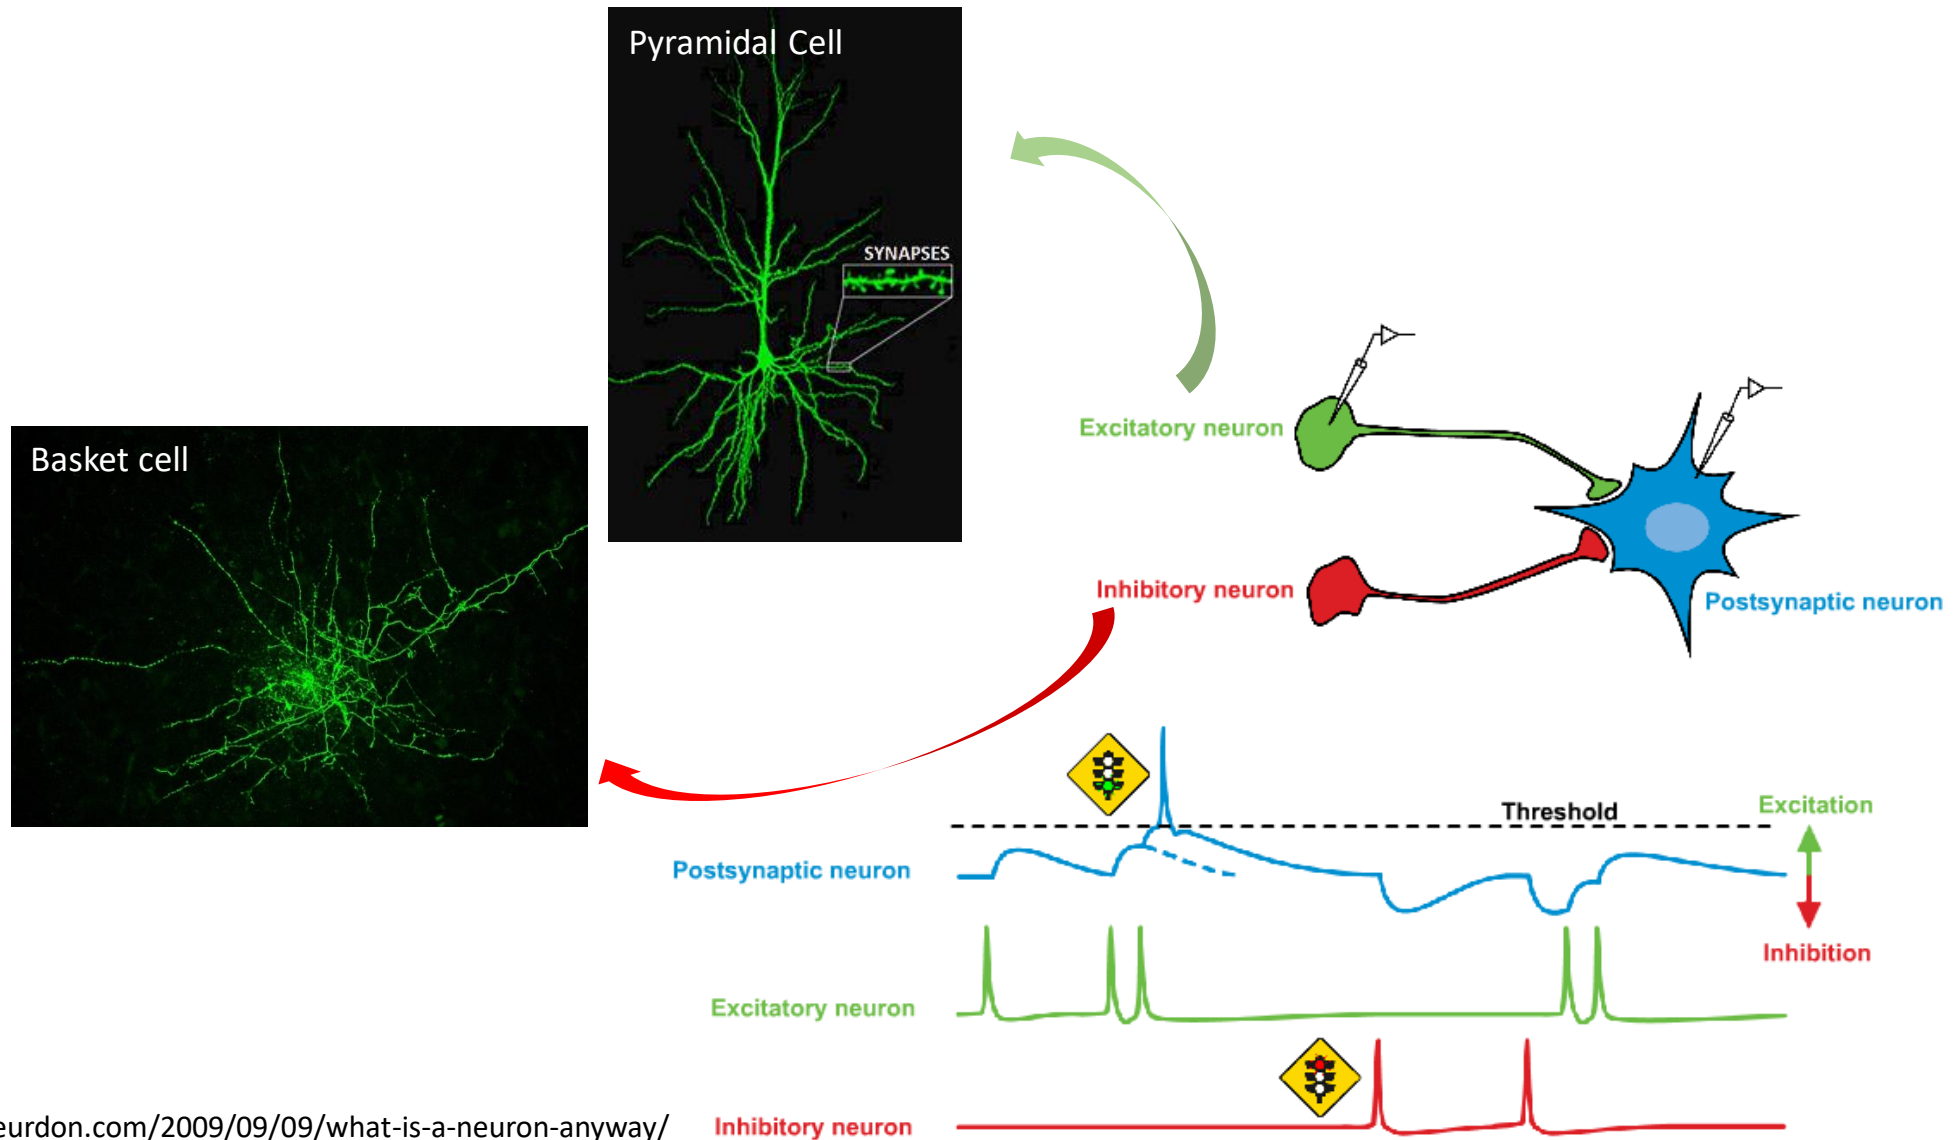 Pyramidal Cell
SYNAPSES
Basket cell
Excitatory neuron
Inhibitory neuron
Postsynaptic neuron
Threshold
Excitation
Postsynaptic neuron
Inhibition
Excitatory neuron
Inhibitory neuron
eurdon.com/2009/09/09/what-is-a-neuron-anyway/